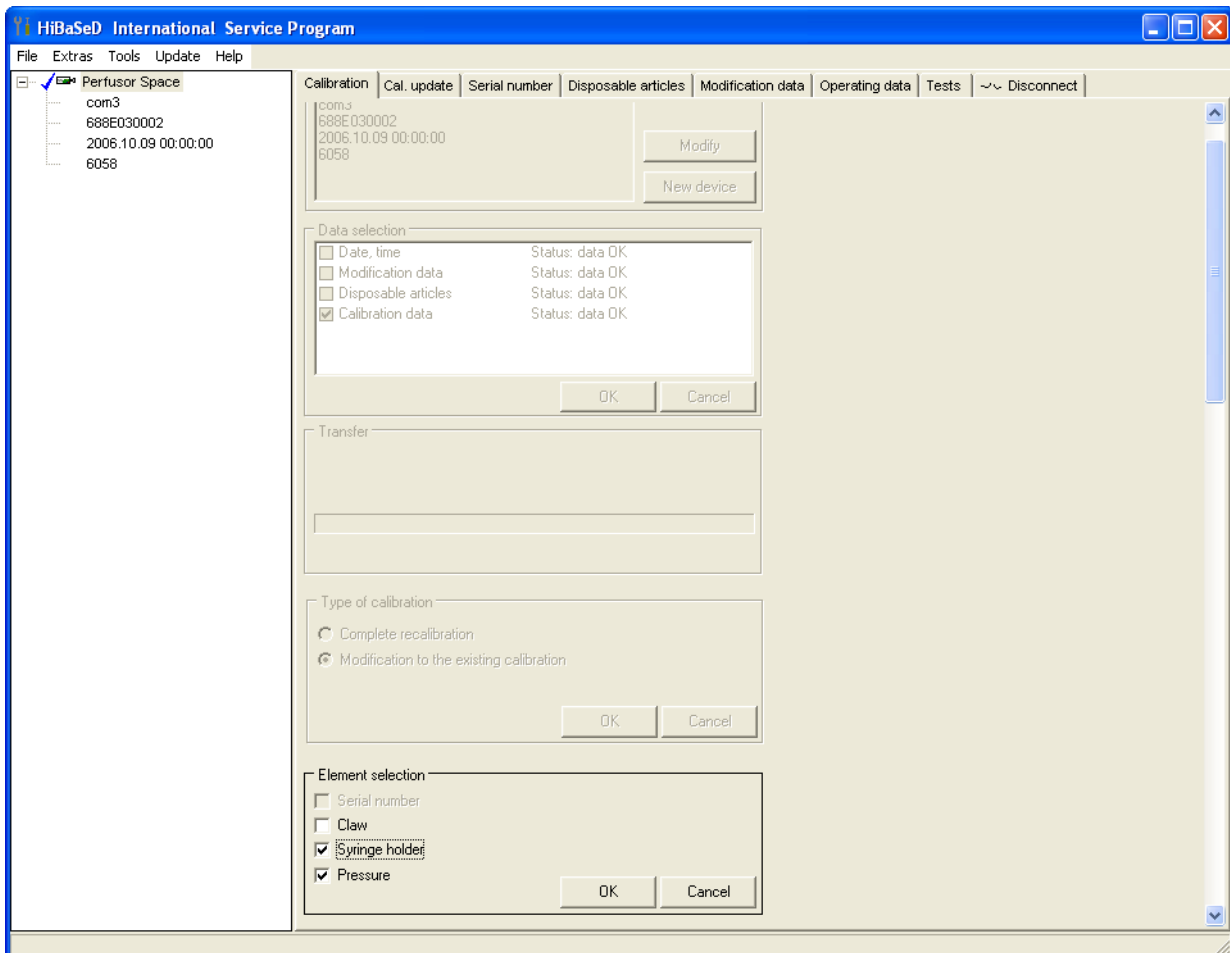 HiBaSeD International Service Program
File Extras Tools Update Help
Perfusor Space
com3
688E030002
2006.10.09 00:00:00
6058
Calibration Cal. update Serial number Disposable articles Modification data Operating data Tests Disconnect
com3
688E030002
2006.10.09 00:00:00
6058
Modify
New device
Data selection
Date, time Status: data OK
Modification data Status: data OK
Disposable articles Status: data OK
Calibration data Status: data OK
OK Cancel
Transfer
Type of calibration
Complete recalibration
Modification to the existing calibration
OK Cancel
Element selection
Serial number
Claw
Syringe holder
Pressure
OK Cancel